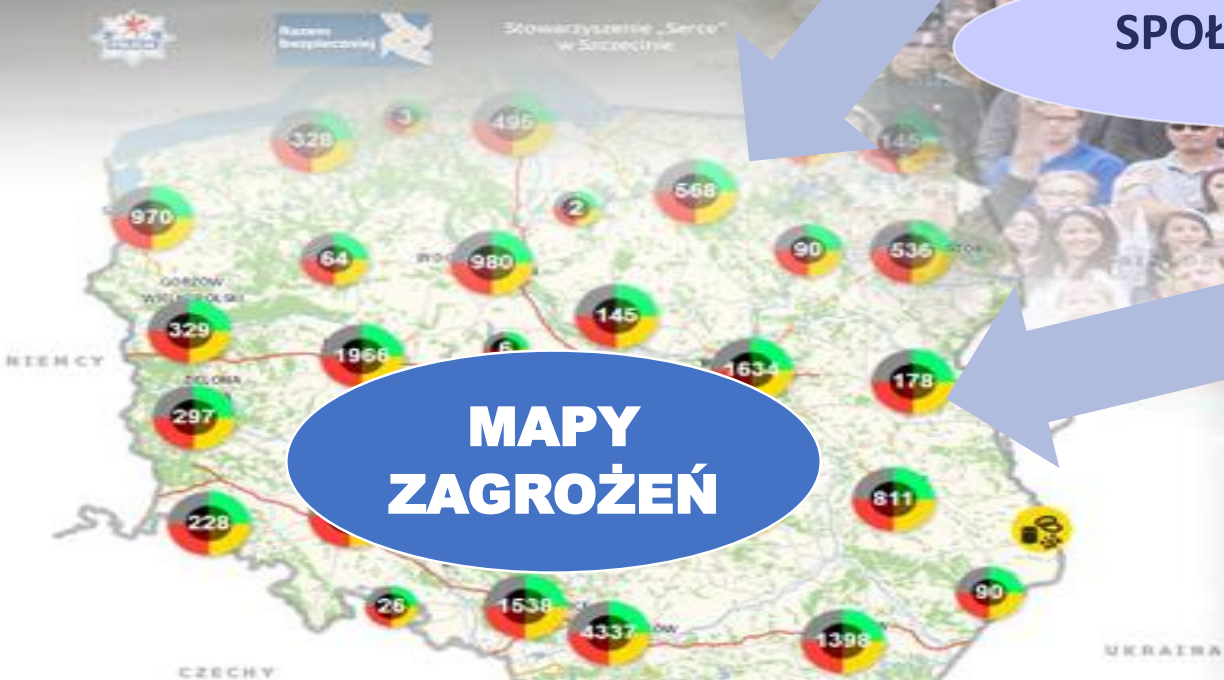 POLICJA
Razem
bezpieczniej
Stowarzyszenie „Serce”
w Szczecinie
SPOŁ
3
495
328
145
568
2
970
64
980
90
536
GORZÓW
WIELKOPOLSKI
145
329
1966
6
1634
NIEMCY
178
ZIELONA
297
MAPY
ZAGROŻEŃ
811
228
90
26
1538
4337
1398
UKRAINA
CZECHY